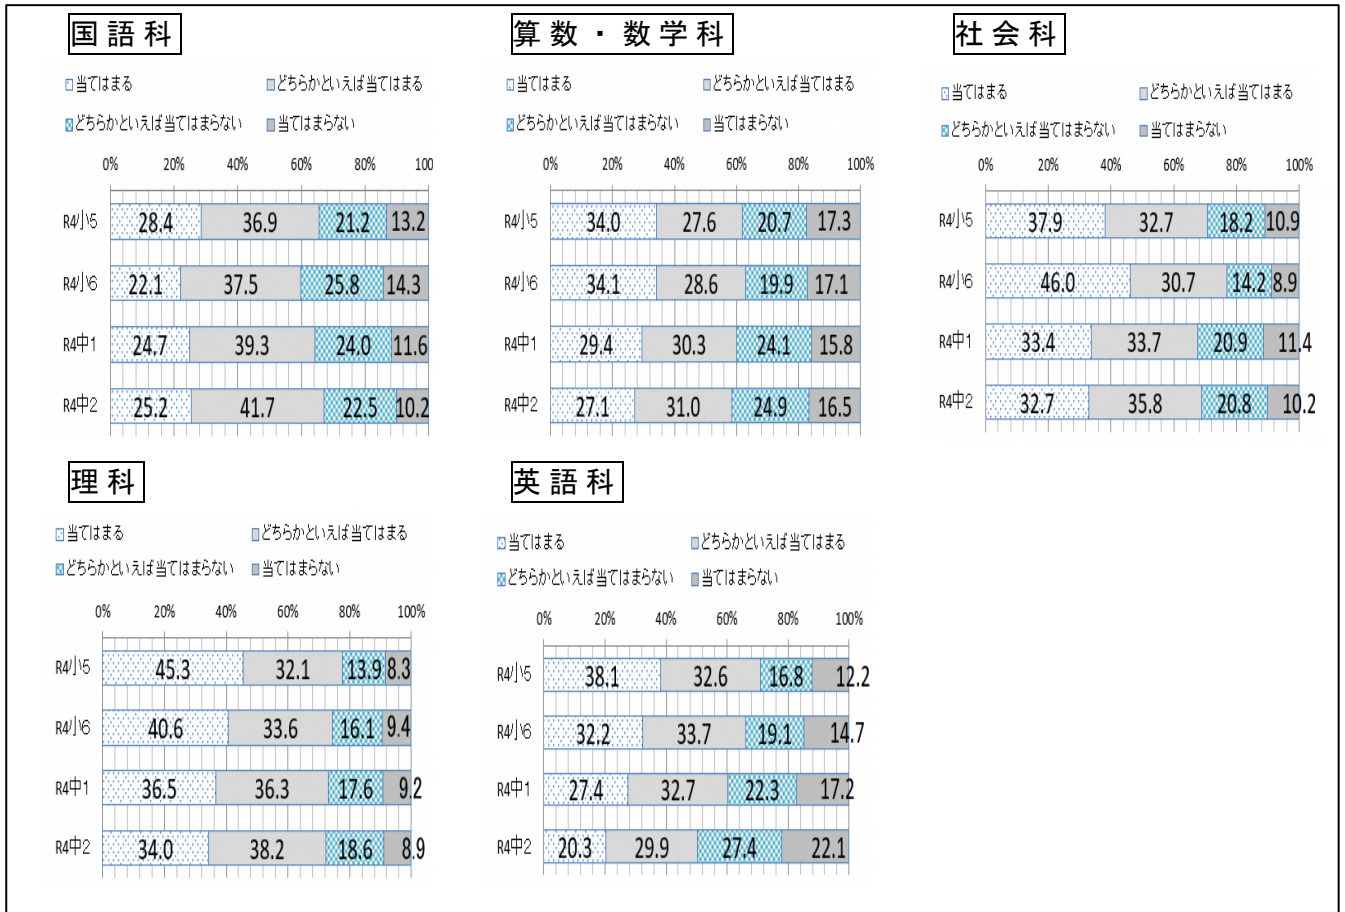 国語科
当てはまる どちらかといえば当てはまる
どちらかといえば当てはまらない 当てはまらない
0% 20% 40% 60% 80% 100
R4小5 28.4 36.9 21.2 13.2
R4小6 22.1 37.5 25.8 14.3
R4中1 24.7 39.3 24.0 11.6
R4中2 25.2 41.7 22.5 10.2
算数・数学科
当てはまる どちらかといえば当てはまる
どちらかといえば当てはまらない 当てはまらない
0% 20% 40% 60% 80% 100%
R4小5 34.0 27.6 20.7 17.3
R4小6 34.1 28.6 19.9 17.1
R4中1 29.4 30.3 24.1 15.8
R4中2 27.1 31.0 24.9 16.5
社会科
当てはまる どちらかといえば当てはまる
どちらかといえば当てはまらない 当てはまらない
0% 20% 40% 60% 80% 100%
R4小5 37.9 32.7 18.2 10.9
R4小6 46.0 30.7 14.2 8.9
R4中1 33.4 33.7 20.9 11.4
R4中2 32.7 35.8 20.8 10.2
理科
当てはまる どちらかといえば当てはまる
どちらかといえば当てはまらない 当てはまらない
0% 20% 40% 60% 80% 100%
R4小5 45.3 32.1 13.9 8.3
R4小6 40.6 33.6 16.1 9.4
R4中1 36.5 36.3 17.6 9.2
R4中2 34.0 38.2 18.6 8.9
英語科
当てはまる どちらかといえば当てはまる
どちらかといえば当てはまらない 当てはまらない
0% 20% 40% 60% 80% 100%
R4小5 38.1 32.6 16.8 12.2
R4小6 32.2 33.7 19.1 14.7
R4中1 27.4 32.7 22.3 17.2
R4中2 20.3 29.9 27.4 22.1